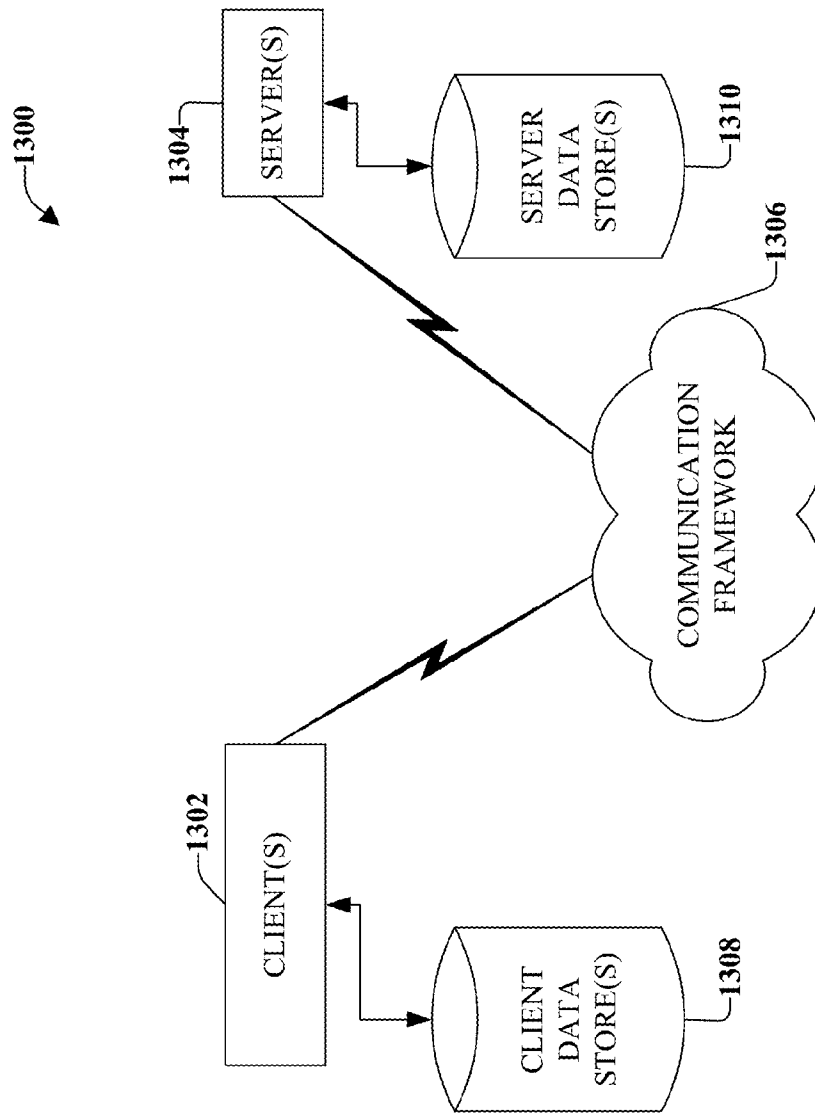 1300
1302
CLIENT(S)
1304
SERVER(S)
CLIENT
DATA
STORE(S)
1308
SERVER
DATA
STORE(S)
1310
1306
COMMUNICATION
FRAMEWORK